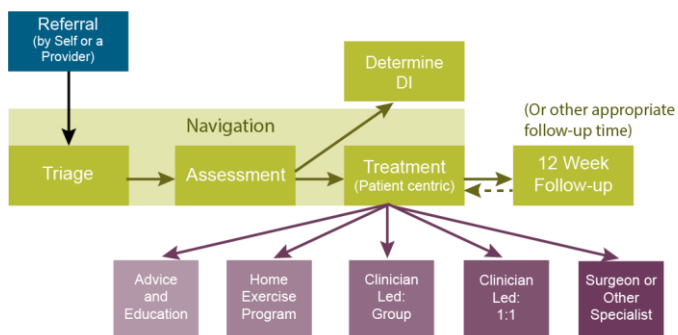 Referral
(by Self or a
Provider)
Determine
DI
(Or other appropriate
follow-up time)
Navigation
Triage
Assessment
Treatment
(Patient centric)
12 Week
Follow-up
Advice
and
Education
Home
Exercise
Program
Clinician
Led:
Group
Clinician
Led:
1:1
Surgeon or
Other
Specialist